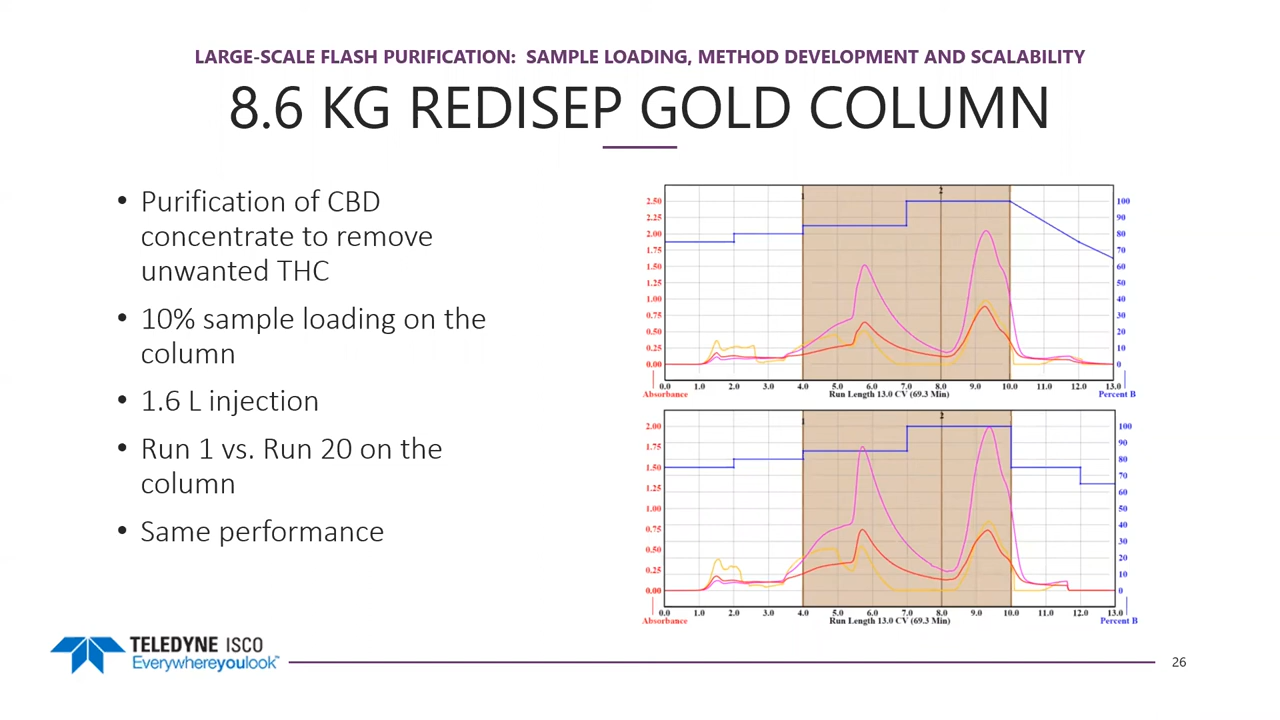 LARGE-SCALE FLASH PURIFICATION:  SAMPLE LOADING, METHOD DEVELOPMENT AND SCALABILITY
8.6 KG REDISEP GOLD COLUMN
• Purification of CBD
concentrate to remove
unwanted THC
• 10% sample loading on the
column
• 1.6 L injection
• Run 1 vs. Run 20 on the
column
• Same performance
1 2
2.50 100
2.25 90
2.00 80
1.75 70
1.50 60
1.25 50
1.00 40
0.75 30
0.50 20
0.25 10
0.00 0
0.0 1.0 2.0 3.0 4.0 5.0 6.0 7.0 8.0 9.0 10.0 11.0 12.0 13.0
Absorbance Run Length 13.0 CV (69.3 Min) Percent B
1 2
2.00 100
1.75 90
80
1.50 70
1.25 60
1.00 50
40
0.75 30
0.50 20
0.25 10
0.00 0
0.0 1.0 2.0 3.0 4.0 5.0 6.0 7.0 8.0 9.0 10.0 11.0 12.0 13.0
Absorbance Run Length 13.0 CV (69.3 Min) Percent B
TELEDYNE ISCO
Everywhereyoulook™
26